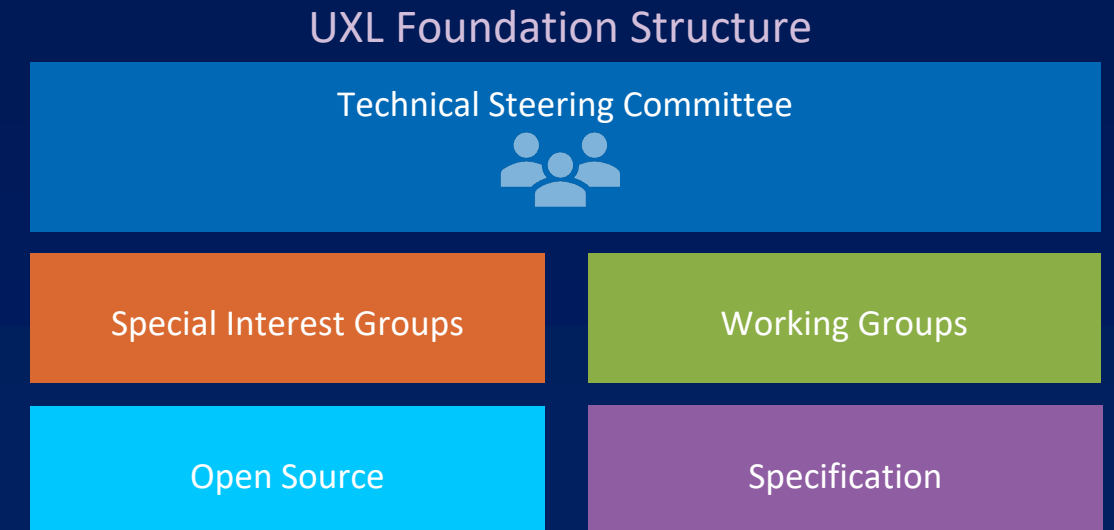 UXL Foundation Structure
Technical Steering Committee
Special Interest Groups
Working Groups
Open Source
Specification